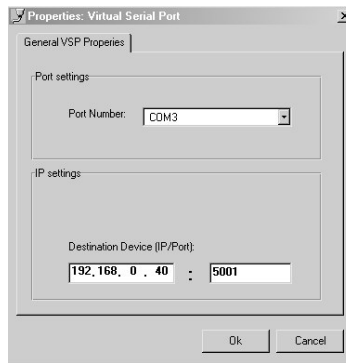 Properties: Virtual Serial Port
General VSP Properies
Port settings
Port Number: COM3
IP settings
Destination Device (IP/Port):
192.168. 0 . 40 : 5001
Ok Cancel